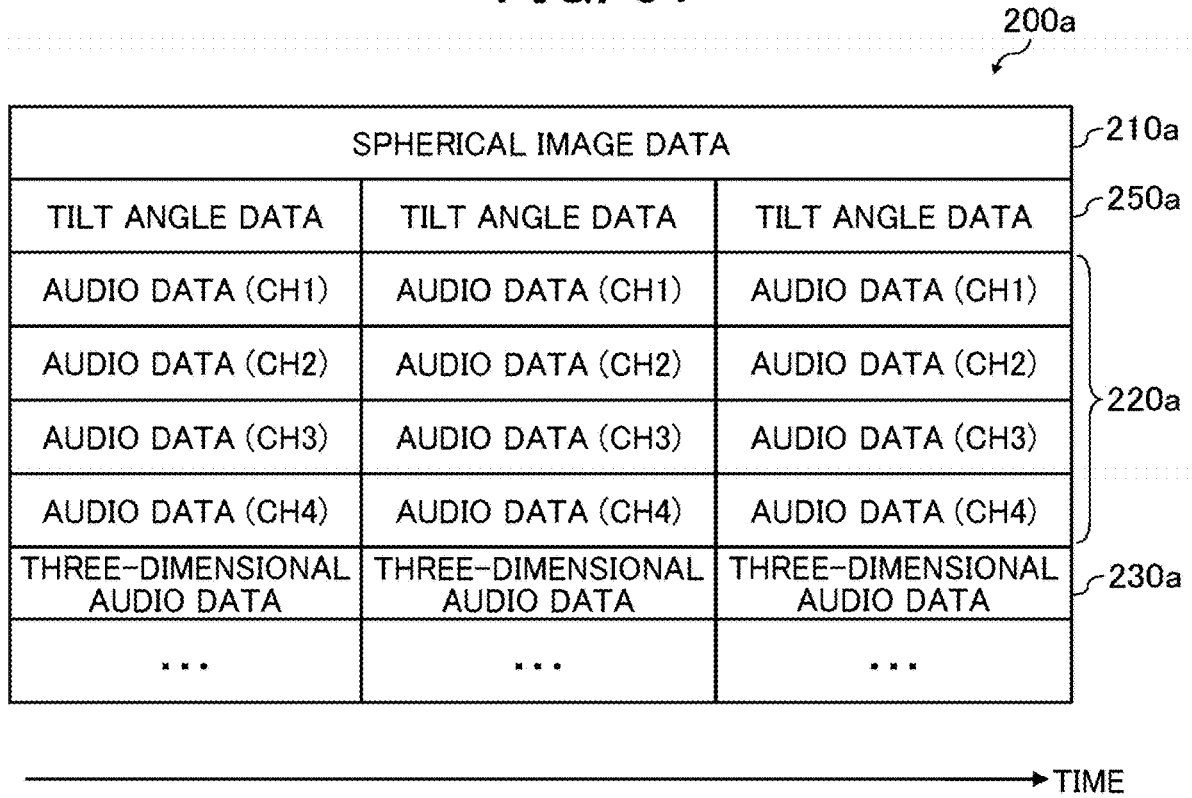 200a
SPHERICAL IMAGE DATA
210a
TILT ANGLE DATA TILT ANGLE DATA TILT ANGLE DATA
250a
AUDIO DATA (CH1) AUDIO DATA (CH1) AUDIO DATA (CH1)
AUDIO DATA (CH2) AUDIO DATA (CH2) AUDIO DATA (CH2)
220a
AUDIO DATA (CH3) AUDIO DATA (CH3) AUDIO DATA (CH3)
AUDIO DATA (CH4) AUDIO DATA (CH4) AUDIO DATA (CH4)
THREE-DIMENSIONAL THREE-DIMENSIONAL THREE-DIMENSIONAL
AUDIO DATA AUDIO DATA AUDIO DATA
230a
... ... ...
TIME